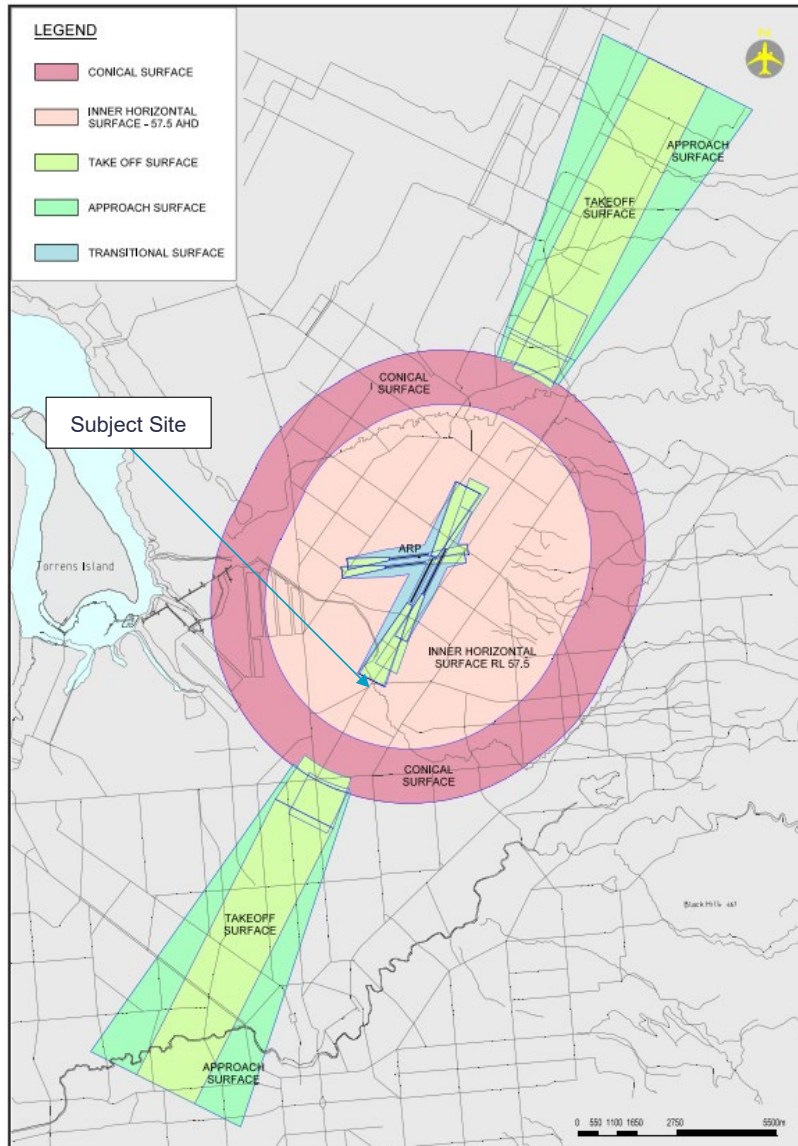 LEGEND
CONICAL SURFACE
INNER HORIZONTAL
SURFACE - 57.5 AHD
TAKE OFF SURFACE
APPROACH SURFACE
TRANSITIONAL SURFACE
APPROACH
SURFACE
TAKEOFF
SURFACE
CONICAL
SURFACE
Subject Site
ARP
Torrens Island
INNER HORIZONTAL
SURFACE RL 57.5
CONICAL
SURFACE
TAKEOFF
SURFACE
Black Hills
APPROACH
SURFACE
0 550 1100 1650 2750 5500m